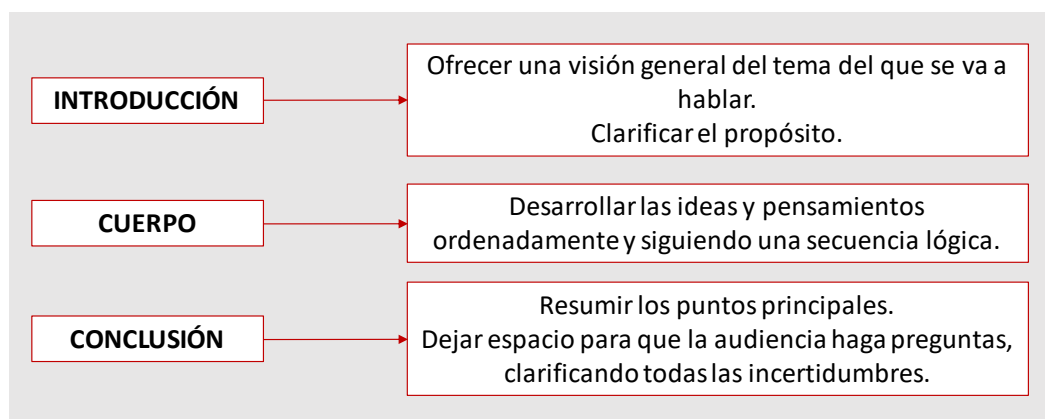 INTRODUCCIÓN
Ofrecer una visión general del tema del que se va a
hablar.
Clarificar el propósito.
CUERPO
Desarrollar las ideas y pensamientos
ordenadamente y siguiendo una secuencia lógica.
CONCLUSIÓN
Resumir los puntos principales.
Dejar espacio para que la audiencia haga preguntas,
clarificando todas las incertidumbres.